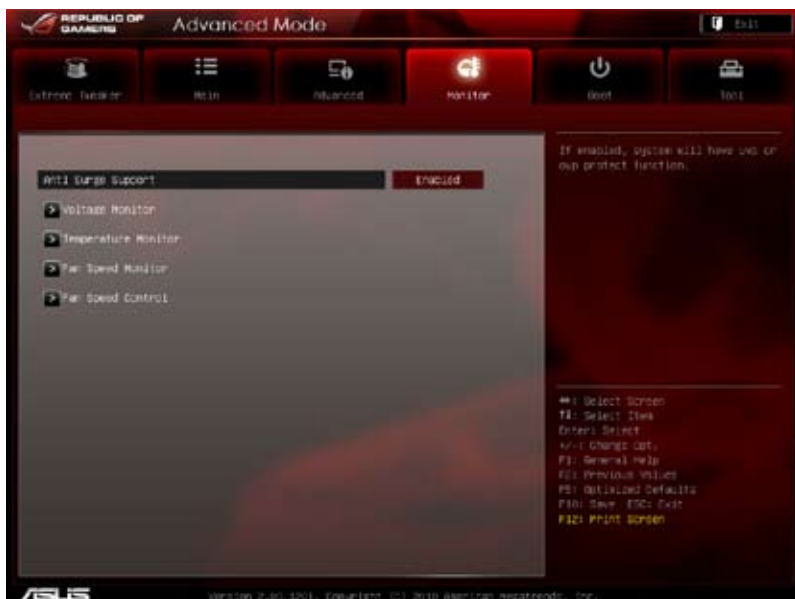 REPUBLIC OF
GAMERS
Advanced Mode
Exit
Extreme Tweaker
Main
Advanced
Monitor
Boot
Tool
Anti Surge Support
Enabled
> Voltage Monitor
> Temperature Monitor
> Fan Speed Monitor
> Fan Speed Control
If enabled, system will have uvp or
ovp protect function.
: Select Screen
: Select Item
Enter: Select
+/-: Change Opt.
F1: General Help
F2: Previous Values
F5: Optimized Defaults
F10: Save ESC: Exit
F12: Print Screen
ASUS
Version 2.00.1201. Copyright (C) 2010 American Megatrends, Inc.